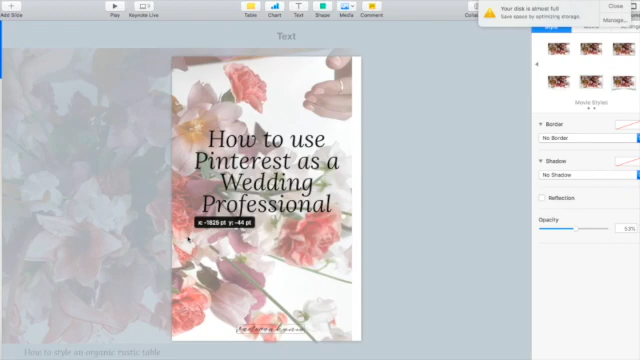 Add Slide
Play
Keynote Live
Table
Chart
Text
Shape
Media
Comment
Your disk is almost full
Save space by optimizing storage.
Close
Manage...
Text
Style
How to use
Pinterest as a
Wedding
Professional
x: -1825 pt y: -44 pt
How to style an organic rustic table
Movie Styles
Border
No Border
Shadow
No Shadow
Reflection
Opacity
53%